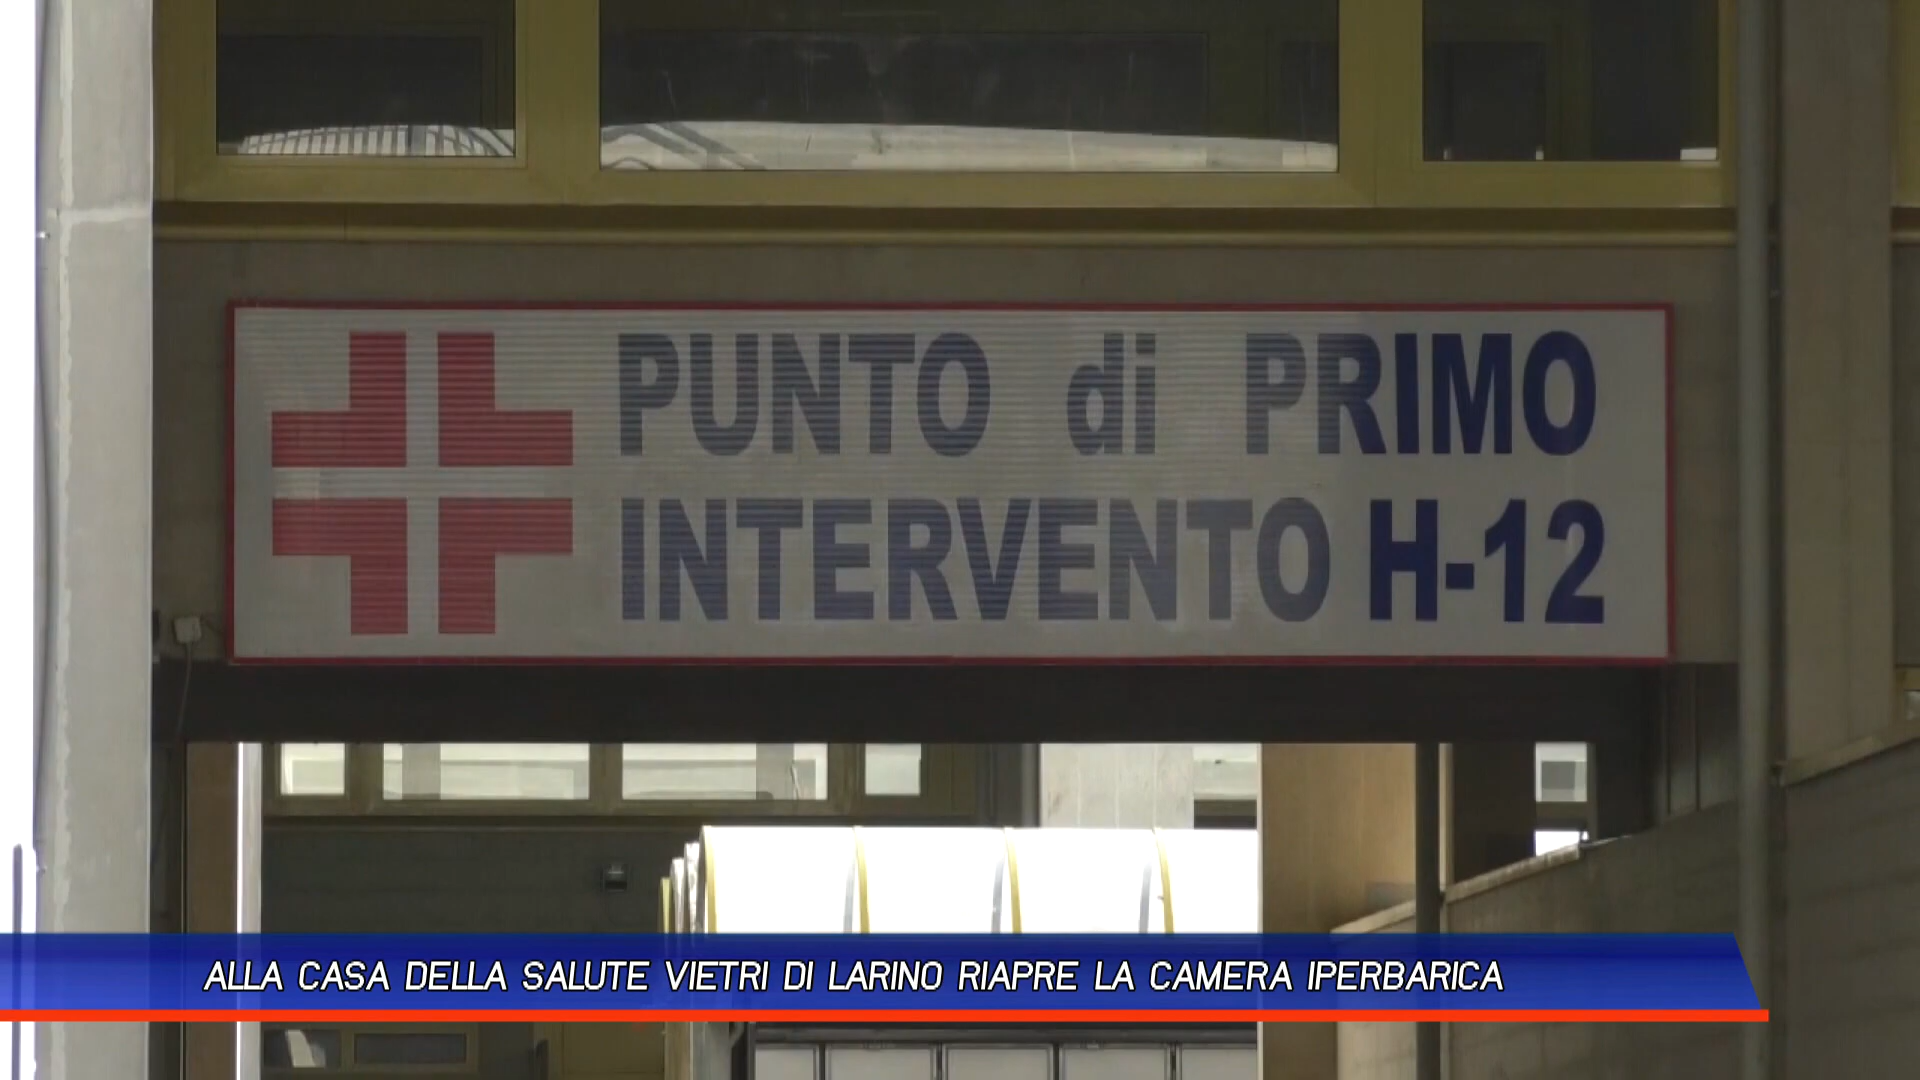 PUNTO di PRIMO
INTERVENTO H-12
ALLA CASA DELLA SALUTE VIETRI DI LARINO RIAPRE LA CAMERA IPERBARICA